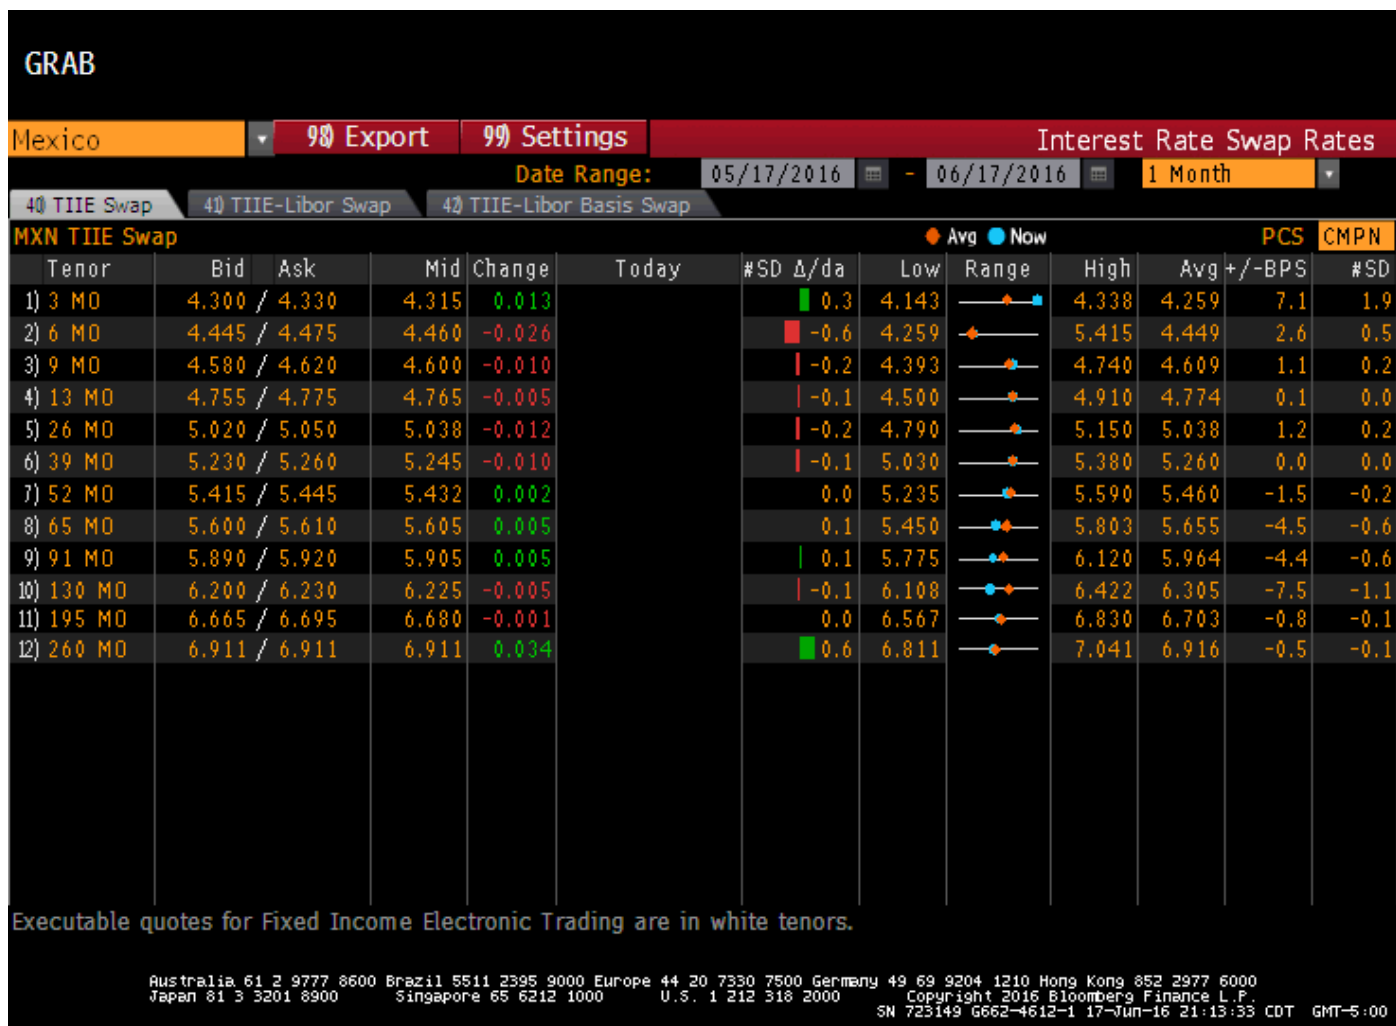 GRAB
Mexico 98) Export 99) Settings Interest Rate Swap Rates
Date Range: 05/17/2016 - 06/17/2016 1 Month
40) TIIE Swap 41) TIIE-Libor Swap 42) TIIE-Libor Basis Swap
MXN TIIE Swap Avg Now PCS CMPN
Tenor Bid Ask Mid Change Today #SD Δ/da Low Range High Avg +/-BPS #SD
1) 3 MO 4.300 / 4.330 4.315 0.013 0.3 4.143 4.338 4.259 7.1 1.9
2) 6 MO 4.445 / 4.475 4.460 -0.026 -0.6 4.259 5.415 4.449 2.6 0.5
3) 9 MO 4.580 / 4.620 4.600 -0.010 -0.2 4.393 4.740 4.609 1.1 0.2
4) 13 MO 4.755 / 4.775 4.765 -0.005 -0.1 4.500 4.910 4.774 0.1 0.0
5) 26 MO 5.020 / 5.050 5.038 -0.012 -0.2 4.790 5.150 5.038 1.2 0.2
6) 39 MO 5.230 / 5.260 5.245 -0.010 -0.1 5.030 5.380 5.260 0.0 0.0
7) 52 MO 5.415 / 5.445 5.432 0.002 0.0 5.235 5.590 5.460 -1.5 -0.2
8) 65 MO 5.600 / 5.610 5.605 0.005 0.1 5.450 5.803 5.655 -4.5 -0.6
9) 91 MO 5.890 / 5.920 5.905 0.005 0.1 5.775 6.120 5.964 -4.4 -0.6
10) 130 MO 6.200 / 6.230 6.225 -0.005 -0.1 6.108 6.422 6.305 -7.5 -1.1
11) 195 MO 6.665 / 6.695 6.680 -0.001 0.0 6.567 6.830 6.703 -0.8 -0.1
12) 260 MO 6.911 / 6.911 6.911 0.034 0.6 6.811 7.041 6.916 -0.5 -0.1
Executable quotes for Fixed Income Electronic Trading are in white tenors.
Australia 61 2 9777 8600 Brazil 5511 2395 9000 Europe 44 20 7330 7500 Germany 49 69 9204 1210 Hong Kong 852 2977 6000
Japan 81 3 3201 8900 Singapore 65 6212 1000 U.S. 1 212 318 2000 Copyright 2016 Bloomberg Finance L.P.
SN 723149 G662-4612-1 17-Jun-16 21:13:33 CDT GMT-5:00